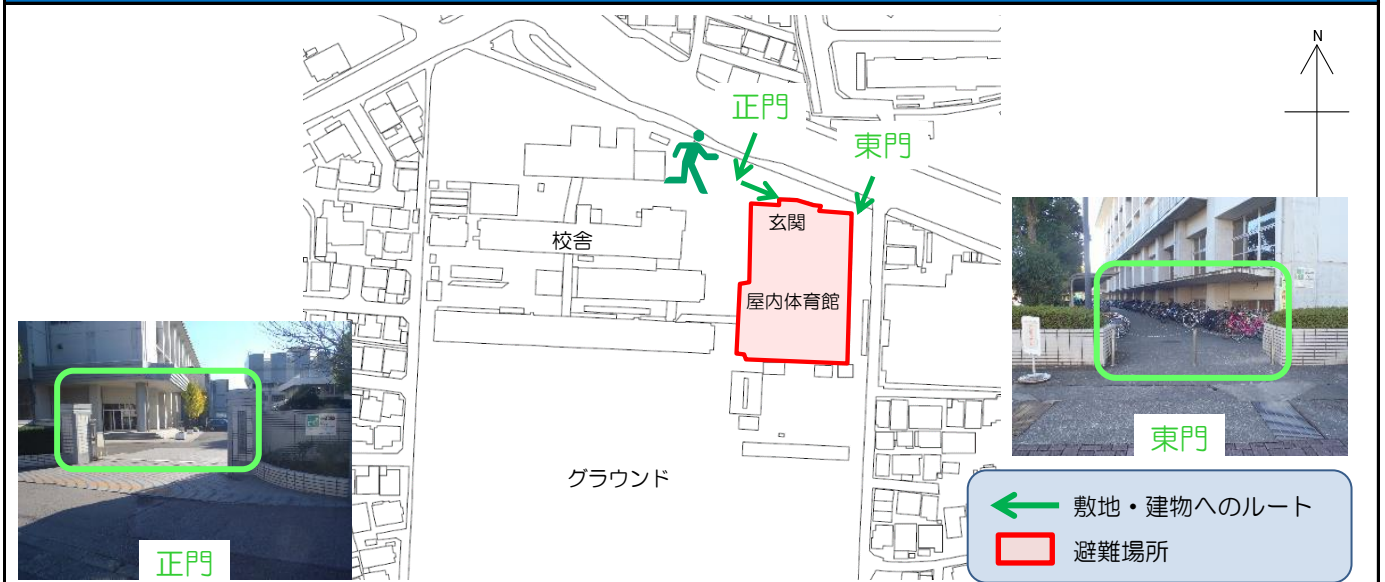 N
正門
東門
玄関
校舎
屋内体育館
グラウンド
正門
東門
敷地・建物へのルート
避難場所